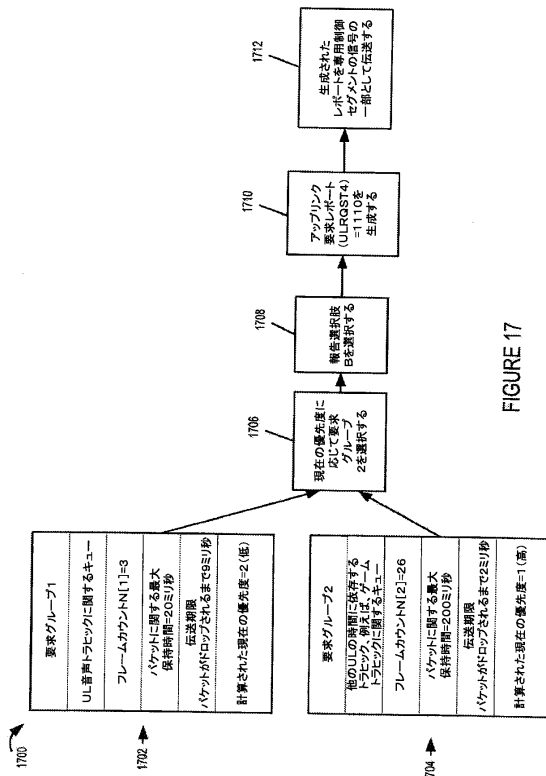 1700
1702
要求グループ1
UL音声トラヒックに関するキュー
フレームカウントN[1]=3
パケットに関する最大
保持時間=20ミリ秒
伝送期限
パケットがドロップされるまで9ミリ秒
計算された現在の優先度=2(低)
1704
要求グループ2
他のULの時間に依存する
トラヒック、例えば、ゲーム
トラヒックに関するキュー
フレームカウントN[2]=26
パケットに関する最大
保持時間=200ミリ秒
伝送期限
パケットがドロップされるまで2ミリ秒
計算された現在の優先度=1(高)
1706
現在の優先度に
応じて要求
グループ
2を選択する
1708
報告選択肢
Bを選択する
1710
アップリンク
要求レポート
(ULRQST4)
=1110を
生成する
1712
生成された
レポートを専用制御
セグメントの信号の
一部として伝送する
FIGURE 17